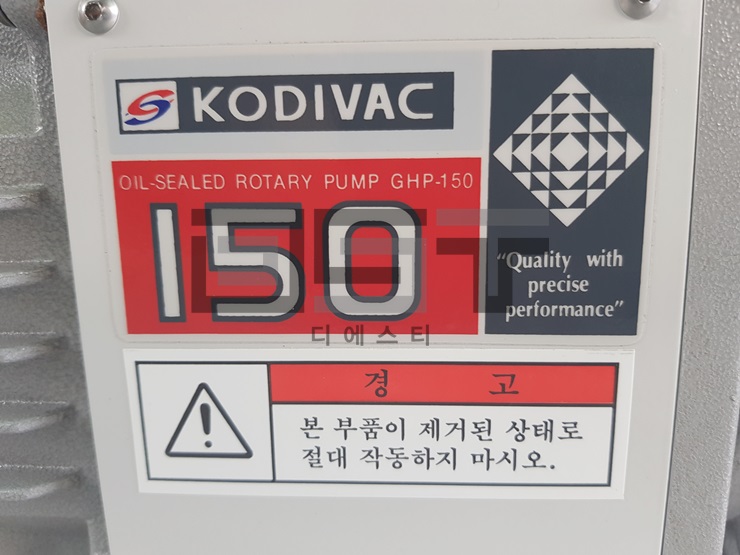 KODIVAC
OIL-SEALED ROTARY PUMP GHP-150
150
"Quality with
precise
performance"
DST
디에스티
경 고
본 부품이 제거된 상태로
절대 작동하지 마시오.